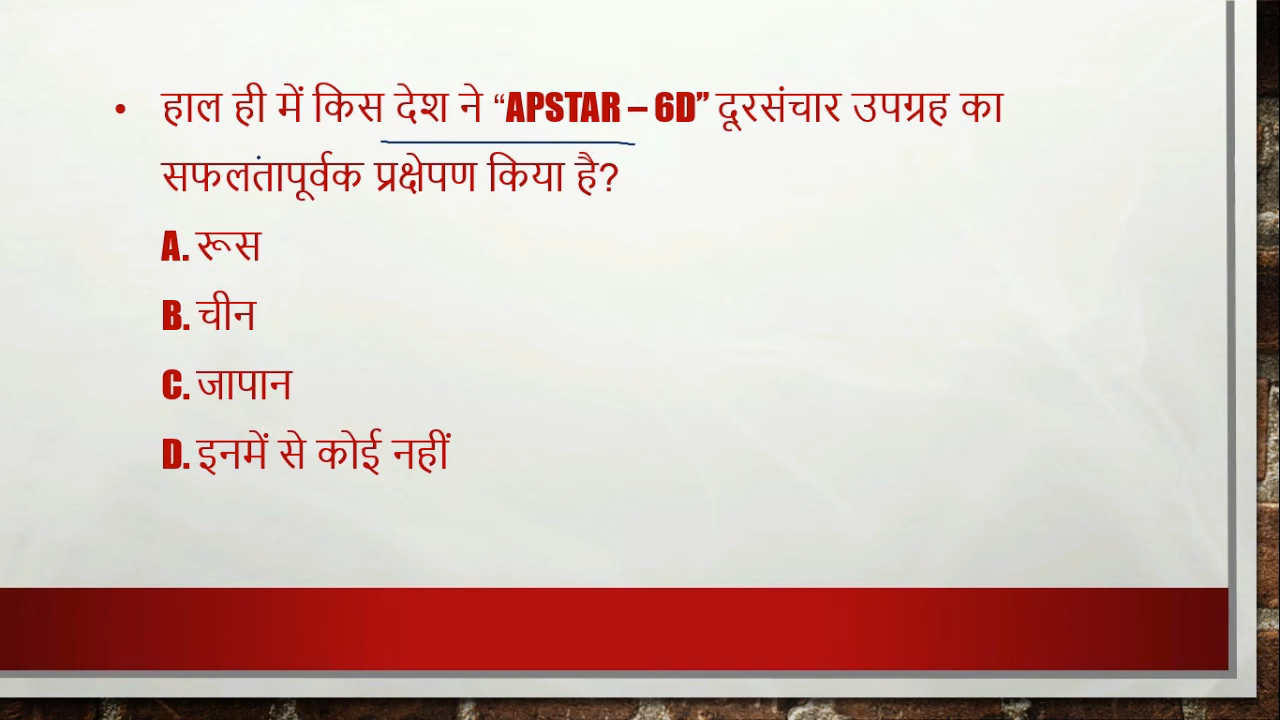 • हाल ही में किस देश ने “APSTAR – 6D” दूरसंचार उपग्रह का
सफलतापूर्वक प्रक्षेपण किया है?
A. रूस
B. चीन
C. जापान
D. इनमें से कोई नहीं